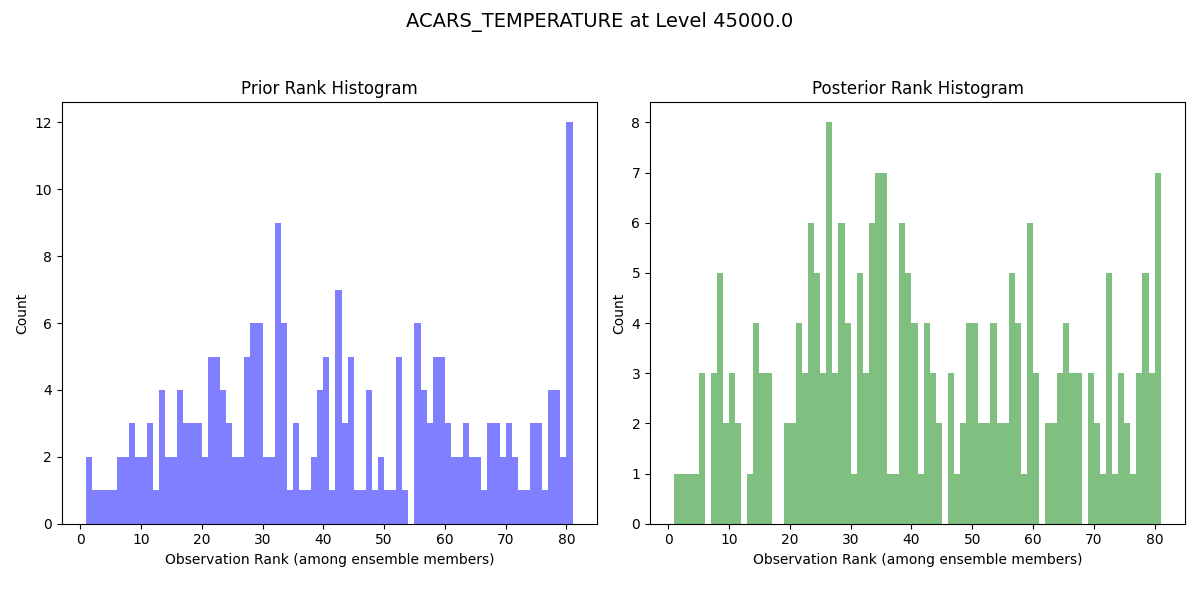 ACARS_TEMPERATURE at Level 45000.0
Prior Rank Histogram
12
10
8
6
4
2
0
Count
0 10 20 30 40 50 60 70 80
Observation Rank (among ensemble members)
Posterior Rank Histogram
8
7
6
5
4
3
2
1
0
Count
0 10 20 30 40 50 60 70 80
Observation Rank (among ensemble members)